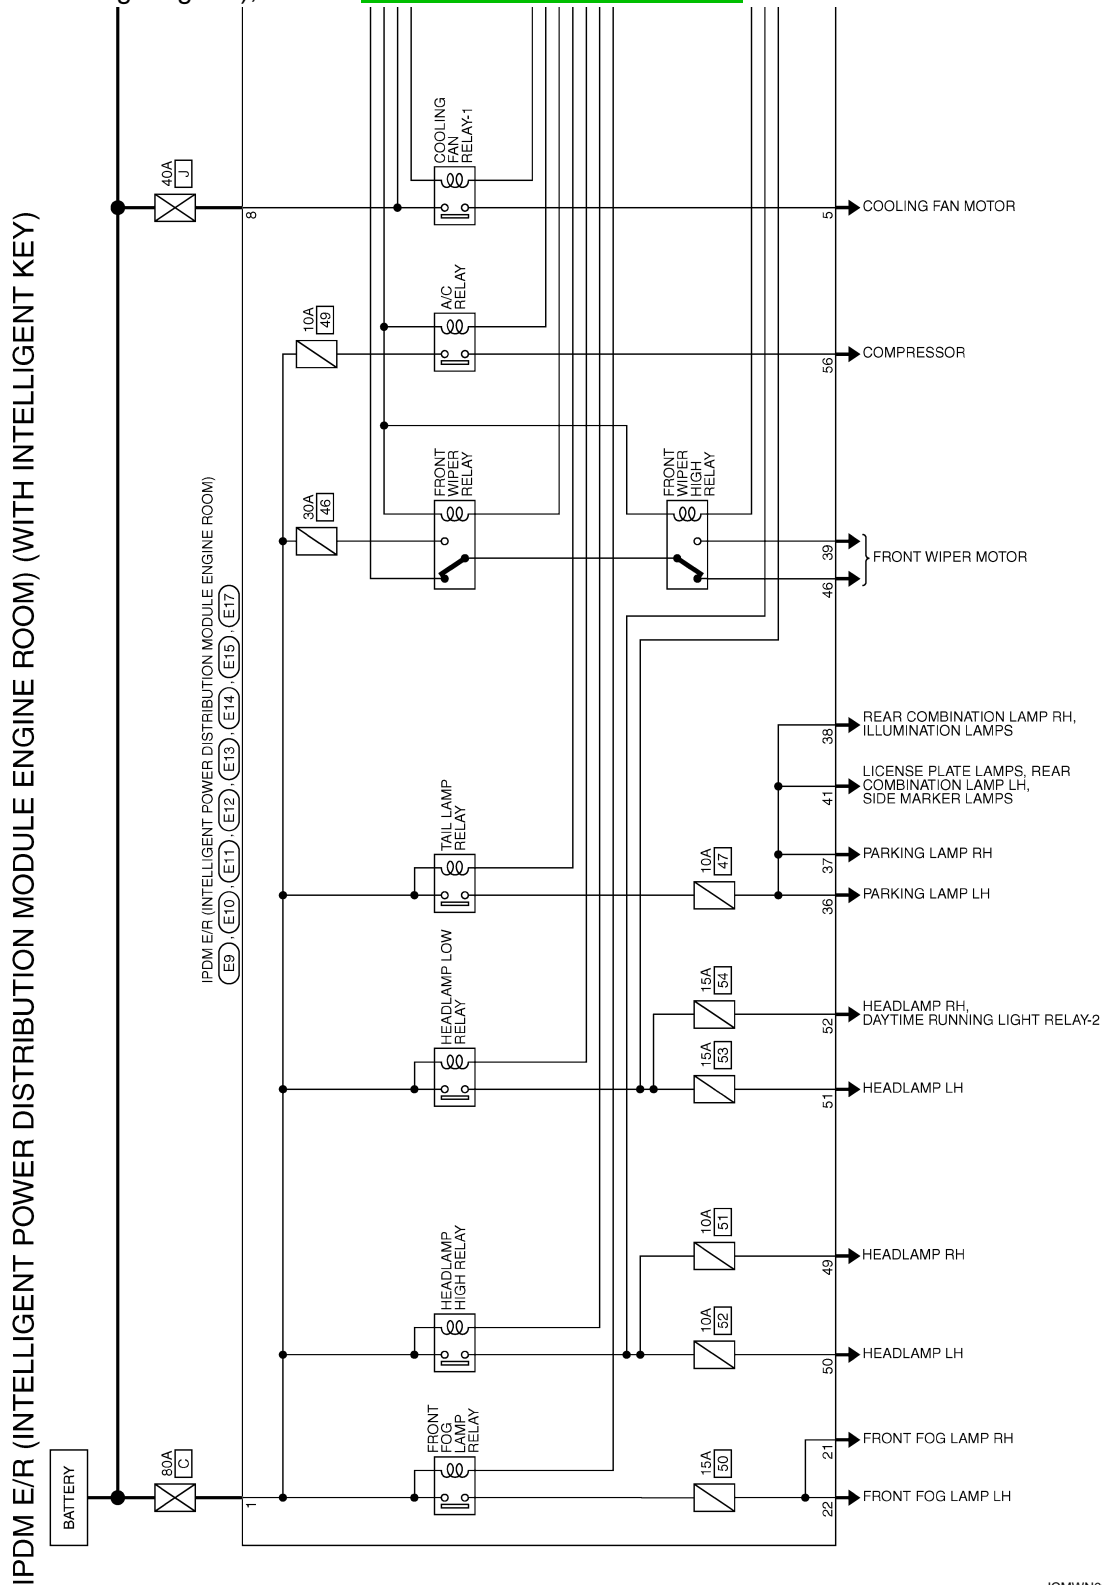 IPDM E/R (INTELLIGENT POWER DISTRIBUTION MODULE ENGINE ROOM) (WITH INTELLIGENT KEY)
BATTERY
80A
C
40A
J
IPDM E/R (INTELLIGENT POWER DISTRIBUTION MODULE ENGINE ROOM)
E9 , E10 , E11 , E12 , E13 , E14 , E15 , E17
1
8
10A
49
30A
46
COOLING
FAN
RELAY-1
A/C
RELAY
FRONT
WIPER
RELAY
FRONT
WIPER
HIGH
RELAY
TAIL LAMP
RELAY
HEADLAMP LOW
RELAY
HEADLAMP
HIGH RELAY
FRONT
FOG
LAMP
RELAY
10A
47
15A
54
15A
53
10A
51
10A
52
15A
50
5
COOLING FAN MOTOR
56
COMPRESSOR
39
46
FRONT WIPER MOTOR
38
REAR COMBINATION LAMP RH,
ILLUMINATION LAMPS
41
LICENSE PLATE LAMPS, REAR
COMBINATION LAMP LH,
SIDE MARKER LAMPS
37
PARKING LAMP RH
36
PARKING LAMP LH
52
HEADLAMP RH,
DAYTIME RUNNING LIGHT RELAY-2
51
HEADLAMP LH
49
HEADLAMP RH
50
HEADLAMP LH
21
FRONT FOG LAMP RH
22
FRONT FOG LAMP LH